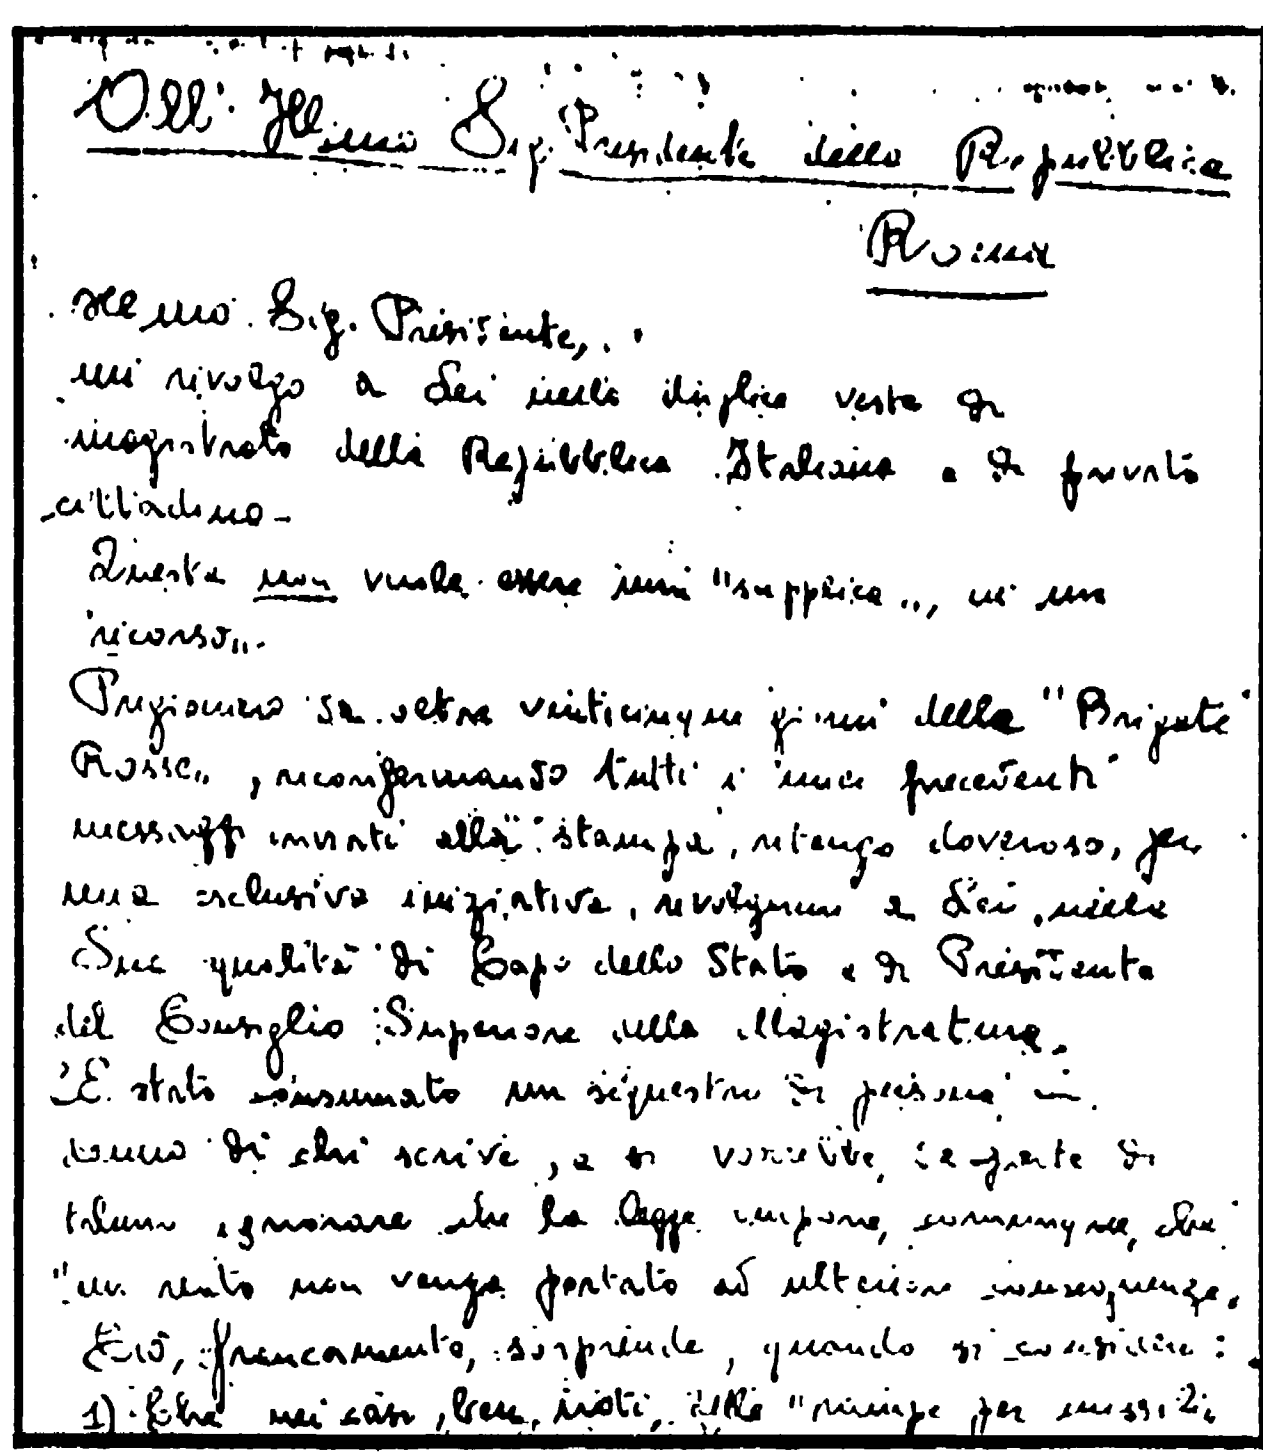 All' Ill.mo Sig. Presidente della Repubblica
Roma
Ill.mo Sig. Presidente,
mi rivolgo a Lei nella duplice veste di
magistrato della Repubblica Italiana e di privato
cittadino -
Questa non vuole essere una "supplica", nè un
"ricorso".
Prigioniero da oltre venticinque giorni delle "Brigate
Rosse", riconfermando tutti i miei precedenti
messaggi inviati alla stampa, ritengo doveroso, per
mia esclusiva iniziativa, rivolgermi a Lei, nella
Sua qualità di Capo dello Stato e di Presidente
del Consiglio Superiore della Magistratura.
E' stato consumato un sequestro di persona in
danno di chi scrive, e si vorrebbe, da parte di
taluno ignorare che la legge impone, comunque, che
"un reato non venga portato ad ulteriori conseguenze.
Ciò, francamente, sorprende, quando si consideri:
1) Che nei casi, ben noti, delle "rampe per missili